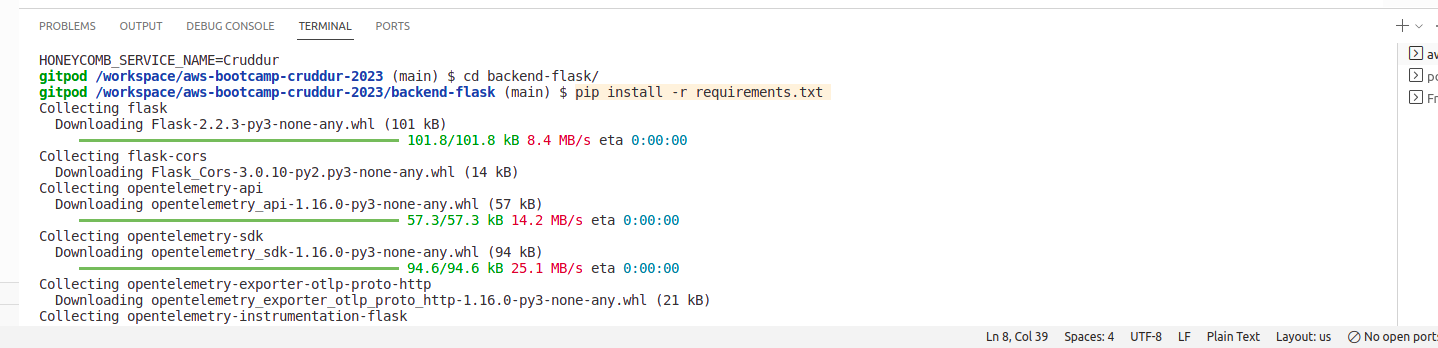 PROBLEMS OUTPUT DEBUG CONSOLE TERMINAL PORTS
HONEYCOMB_SERVICE_NAME=Cruddur
gitpod /workspace/aws-bootcamp-cruddur-2023 (main) $ cd backend-flask/
gitpod /workspace/aws-bootcamp-cruddur-2023/backend-flask (main) $ pip install -r requirements.txt
Collecting flask
Downloading Flask-2.2.3-py3-none-any.whl (101 kB)
101.8/101.8 kB 8.4 MB/s eta 0:00:00
Collecting flask-cors
Downloading Flask_Cors-3.0.10-py2.py3-none-any.whl (14 kB)
Collecting opentelemetry-api
Downloading opentelemetry_api-1.16.0-py3-none-any.whl (57 kB)
57.3/57.3 kB 14.2 MB/s eta 0:00:00
Collecting opentelemetry-sdk
Downloading opentelemetry_sdk-1.16.0-py3-none-any.whl (94 kB)
94.6/94.6 kB 25.1 MB/s eta 0:00:00
Collecting opentelemetry-exporter-otlp-proto-http
Downloading opentelemetry_exporter_otlp_proto_http-1.16.0-py3-none-any.whl (21 kB)
Collecting opentelemetry-instrumentation-flask
Ln 8, Col 39 Spaces: 4 UTF-8 LF Plain Text Layout: us No open ports